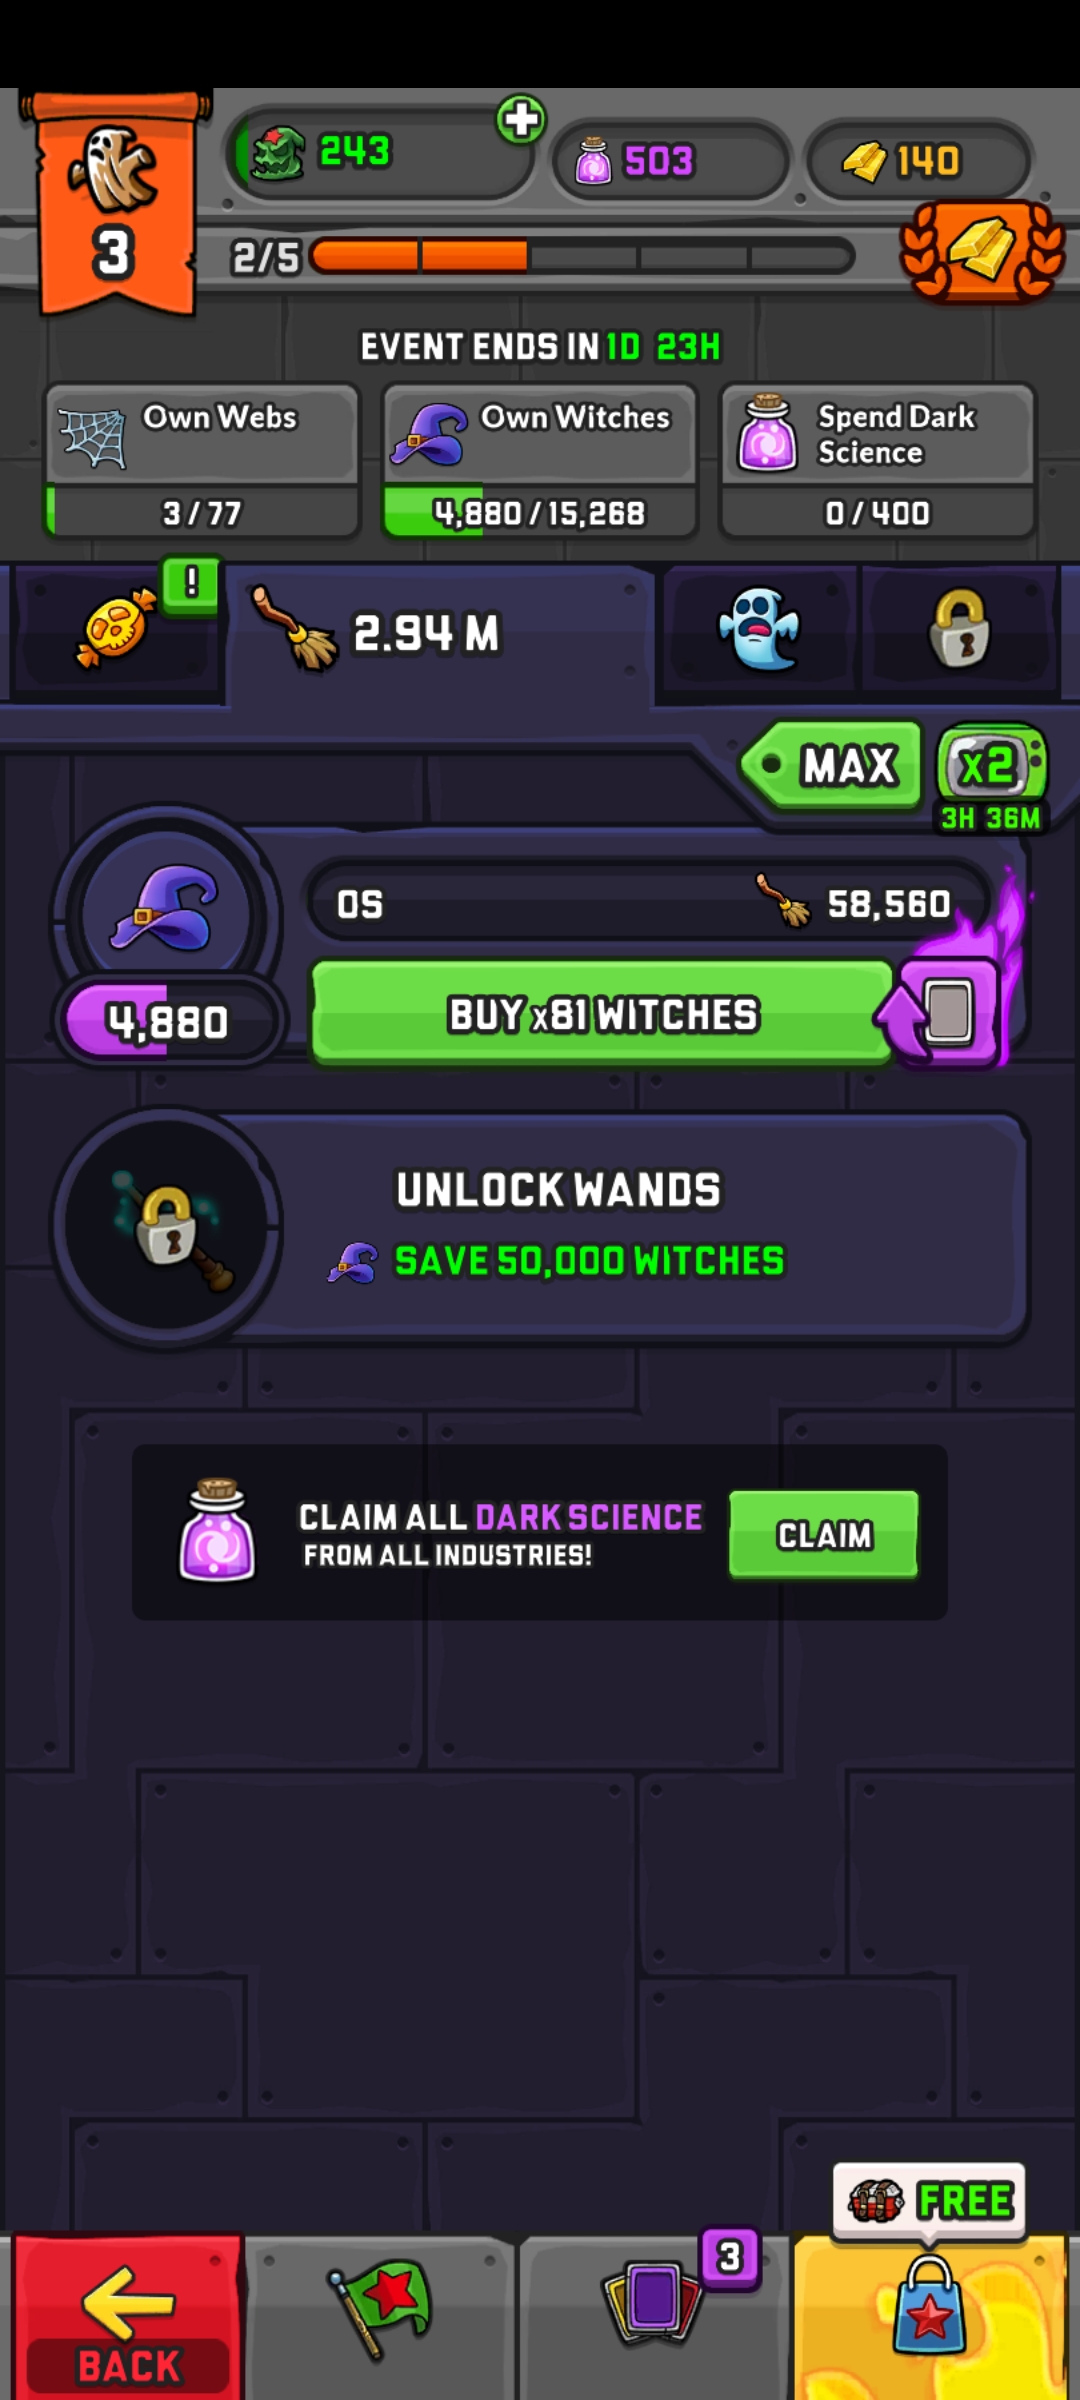 243
503
140
3
2/5
EVENT ENDS IN 1D 23H
Own Webs
3/77
Own Witches
4,880/15,268
Spend Dark
Science
0/400
!
2.94 M
MAX
x2
3H 36M
0S
58,560
4,880
BUY x81 WITCHES
UNLOCK WANDS
SAVE 50,000 WITCHES
CLAIM ALL DARK SCIENCE
FROM ALL INDUSTRIES!
CLAIM
FREE
3
BACK